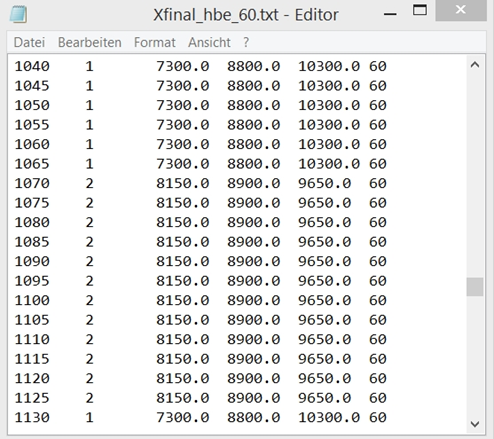 Xfinal_hbe_60.txt - Editor
Datei Bearbeiten Format Ansicht ?
1040 1 7300.0 8800.0 10300.0 60
1045 1 7300.0 8800.0 10300.0 60
1050 1 7300.0 8800.0 10300.0 60
1055 1 7300.0 8800.0 10300.0 60
1060 1 7300.0 8800.0 10300.0 60
1065 1 7300.0 8800.0 10300.0 60
1070 2 8150.0 8900.0 9650.0 60
1075 2 8150.0 8900.0 9650.0 60
1080 2 8150.0 8900.0 9650.0 60
1085 2 8150.0 8900.0 9650.0 60
1090 2 8150.0 8900.0 9650.0 60
1095 2 8150.0 8900.0 9650.0 60
1100 2 8150.0 8900.0 9650.0 60
1105 2 8150.0 8900.0 9650.0 60
1110 2 8150.0 8900.0 9650.0 60
1115 2 8150.0 8900.0 9650.0 60
1120 2 8150.0 8900.0 9650.0 60
1125 2 8150.0 8900.0 9650.0 60
1130 1 7300.0 8800.0 10300.0 60